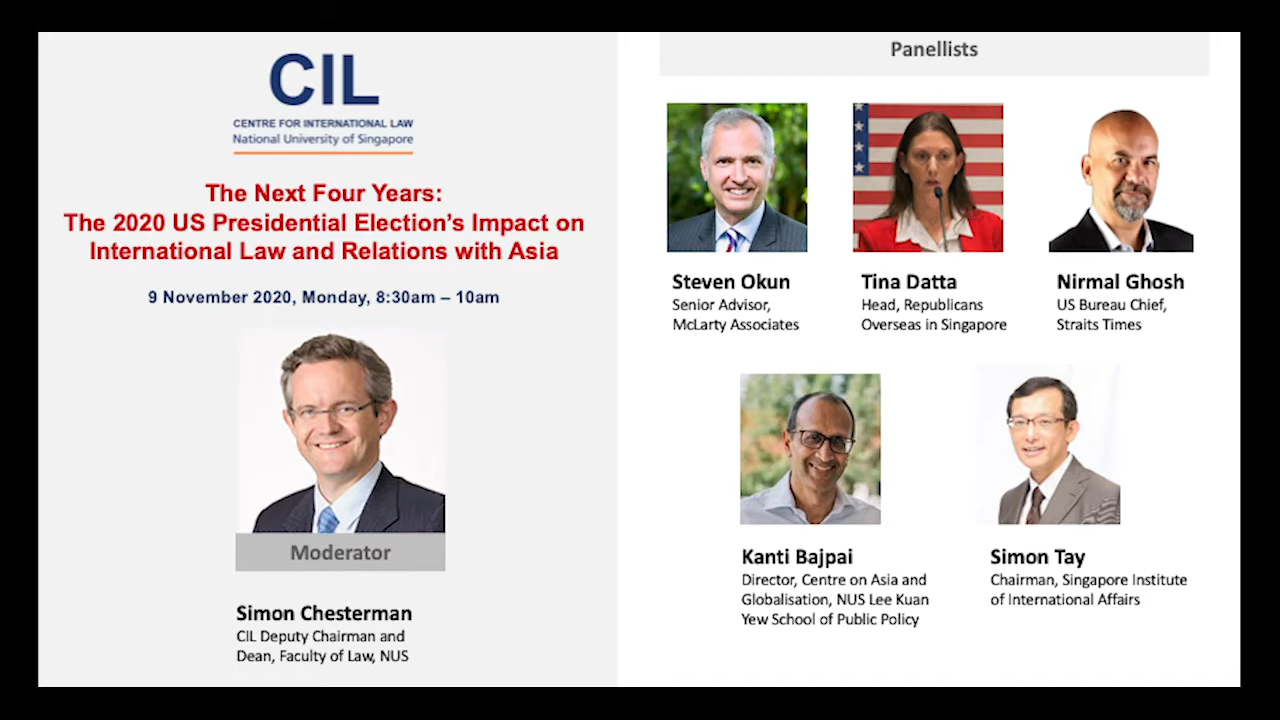 CIL
CENTRE FOR INTERNATIONAL LAW
National University of Singapore
The Next Four Years:
The 2020 US Presidential Election's Impact on
International Law and Relations with Asia
9 November 2020, Monday, 8:30am – 10am
Moderator
Simon Chesterman
CIL Deputy Chairman and
Dean, Faculty of Law, NUS
Panellists
Steven Okun
Senior Advisor,
McLarty Associates
Tina Datta
Head, Republicans
Overseas in Singapore
Nirmal Ghosh
US Bureau Chief,
Straits Times
Kanti Bajpai
Director, Centre on Asia and
Globalisation, NUS Lee Kuan
Yew School of Public Policy
Simon Tay
Chairman, Singapore Institute
of International Affairs